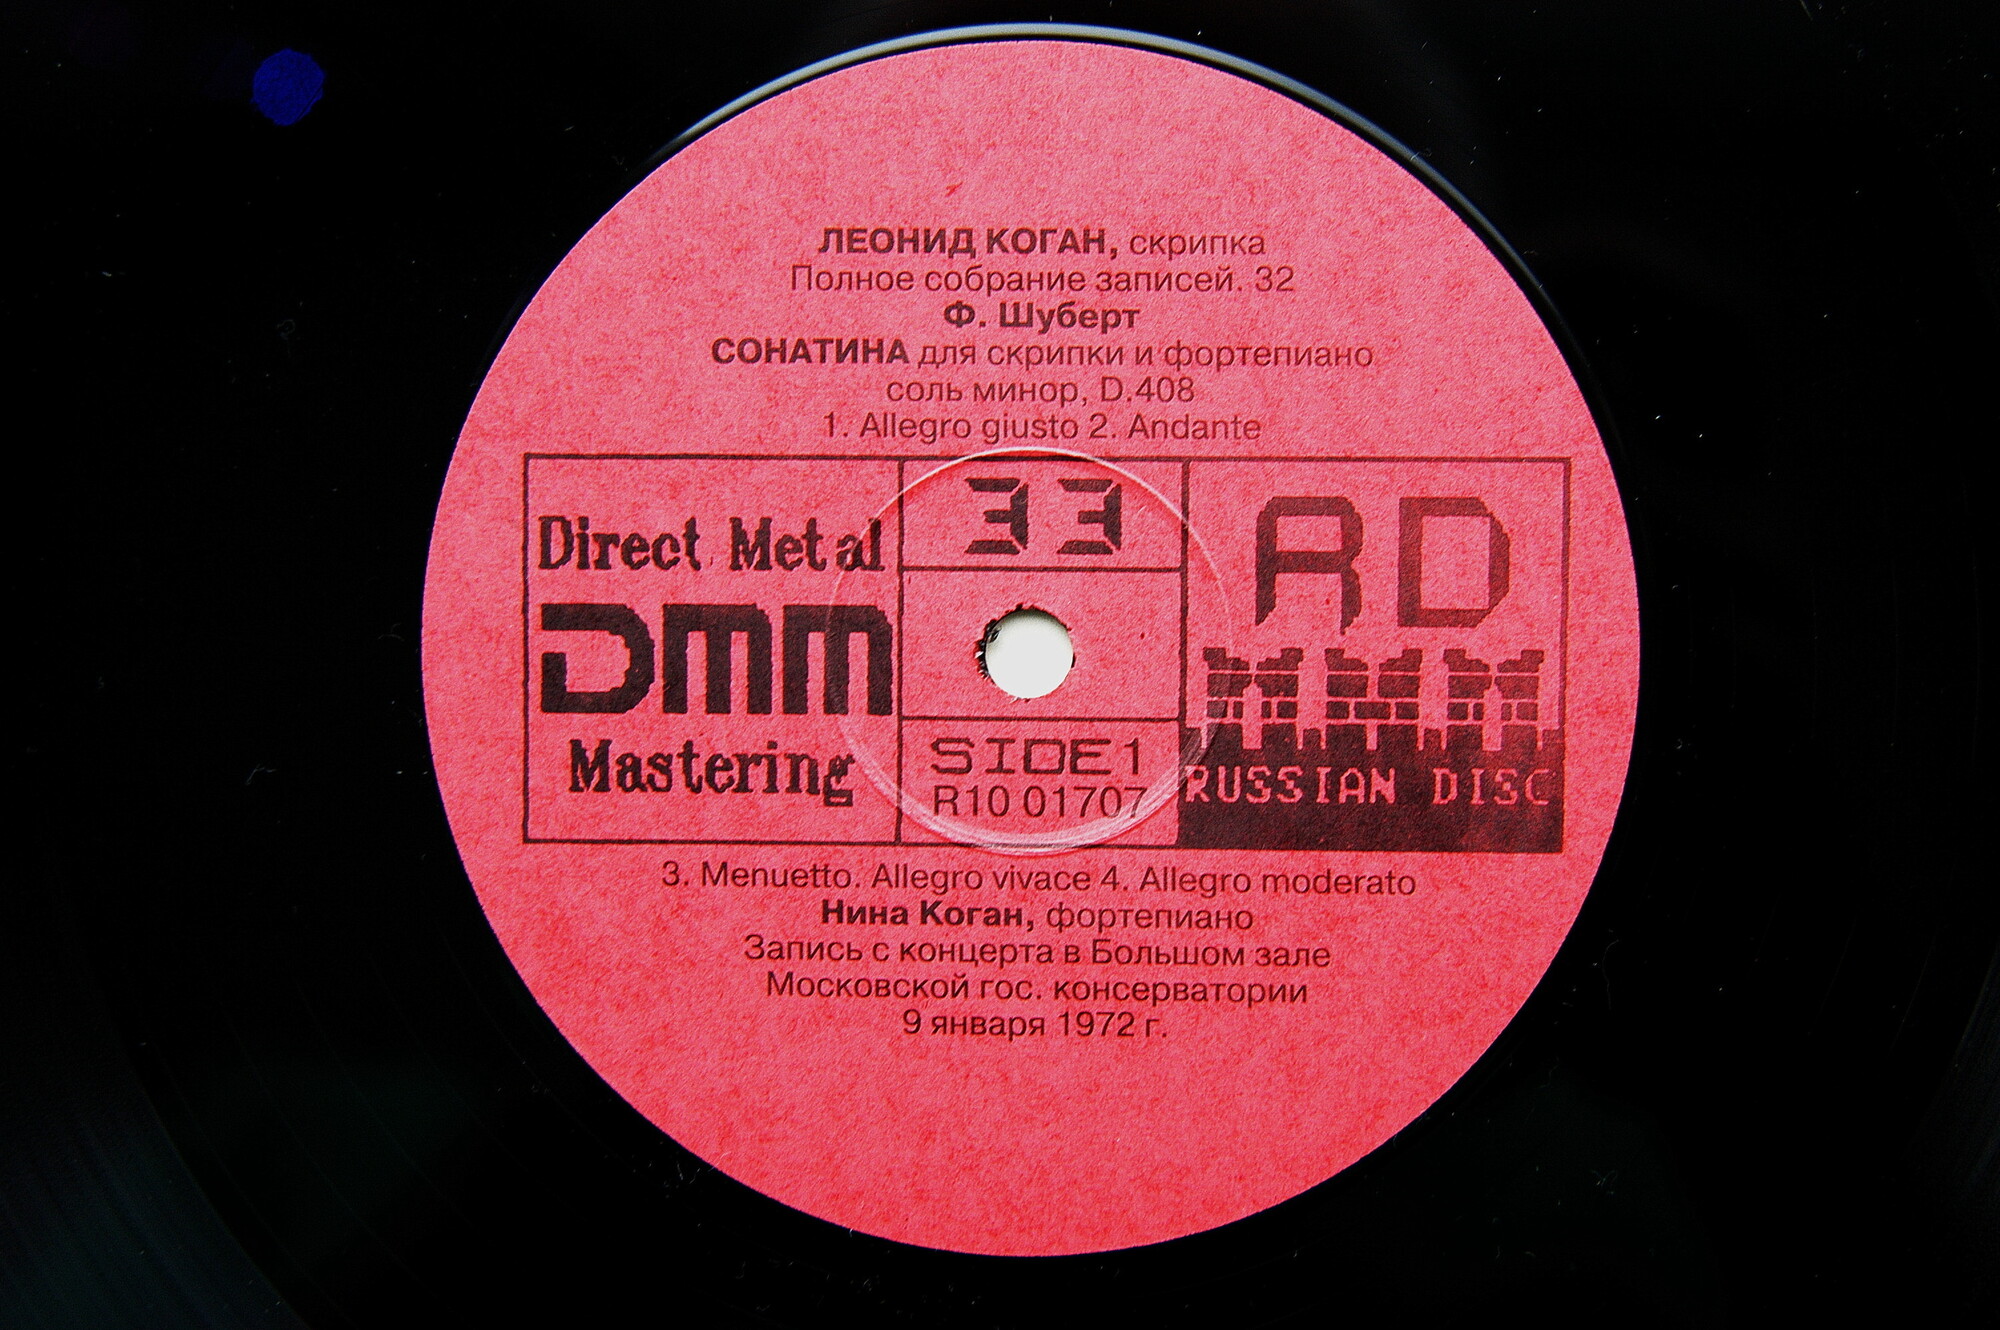 ЛЕОНИД КОГАН, скрипка
Полное собрание записей. 32
Ф. Шуберт
СОНАТИНА для скрипки и фортепиано
соль минор, D.408
1. Allegro giusto 2. Andante
Direct Metal
DMM
Mastering
33
SIDE 1
R10 01707
RD
RUSSIAN DISC
3. Menuetto. Allegro vivace 4. Allegro moderato
Нина Коган, фортепиано
Запись с концерта в Большом зале
Московской гос. консерватории
9 января 1972 г.